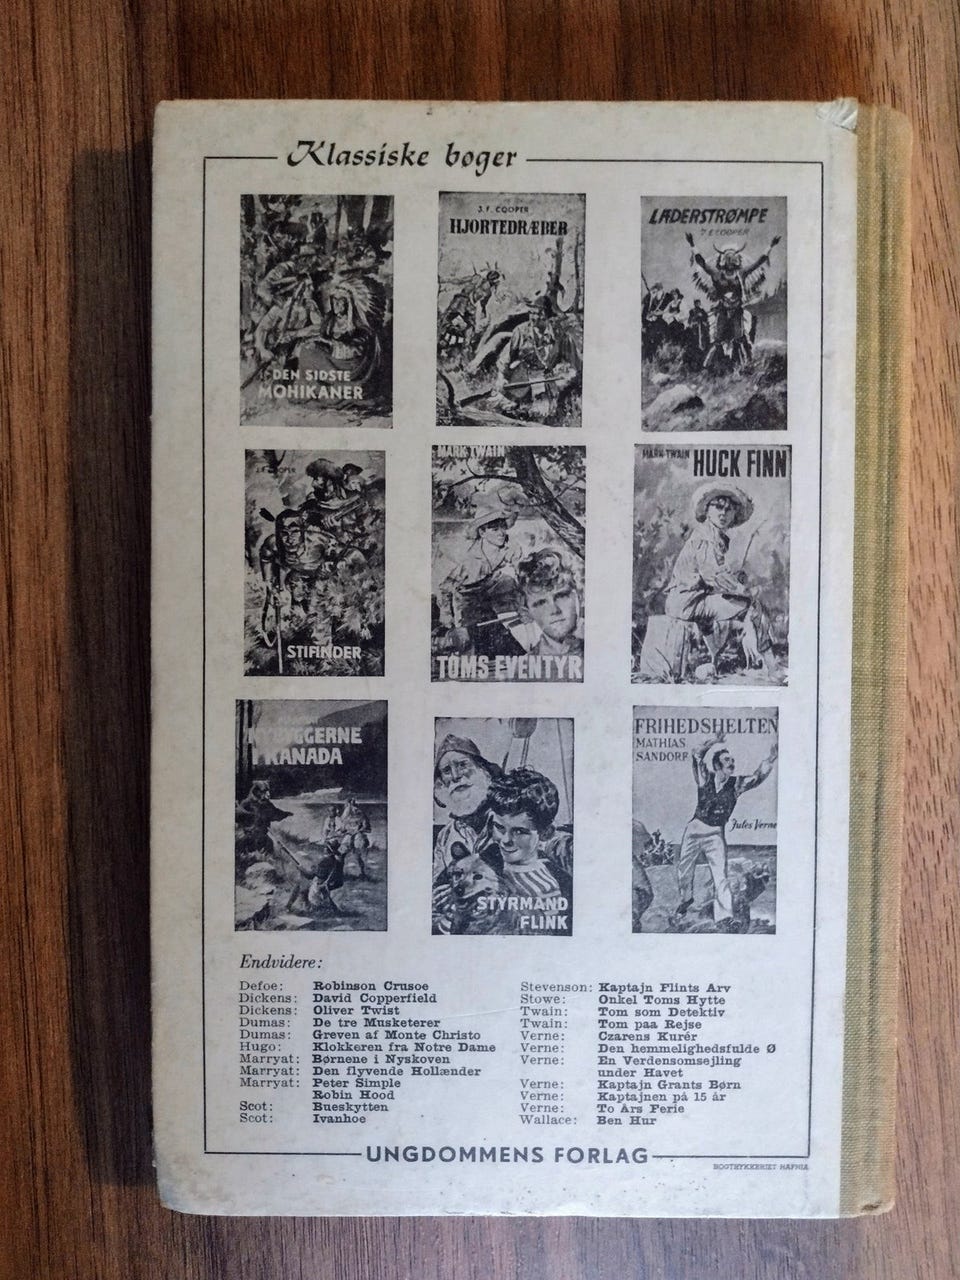 Klassiske bøger
DEN SIDSTE
MOHIKANER
J. F. COOPER
HJORTEDRÆBER
LÆDERSTRØMPE
J. F. COOPER
J. F. COOPER
STIFINDER
MARK TWAIN
TOMS EVENTYR
MARK TWAIN HUCK FINN
NYBYGGERNE
I KANADA
STYRMAND
FLINK
FRIHEDSHELTEN
MATHIAS
SANDORF
Jules Verne
Endvidere:
Defoe: Robinson Crusoe
Dickens: David Copperfield
Dickens: Oliver Twist
Dumas: De tre Musketerer
Dumas: Greven af Monte Christo
Hugo: Klokkeren fra Notre Dame
Marryat: Børnene i Nyskoven
Marryat: Den flyvende Hollænder
Marryat: Peter Simple
Robin Hood
Scot: Bueskytten
Scot: Ivanhoe
Stevenson: Kaptajn Flints Arv
Stowe: Onkel Toms Hytte
Twain: Tom som Detektiv
Twain: Tom paa Rejse
Verne: Czarens Kurér
Verne: Den hemmelighedsfulde Ø
Verne: En Verdensomsejling
under Havet
Verne: Kaptajn Grants Børn
Verne: Kaptajnen på 15 år
Verne: To Års Ferie
Wallace: Ben Hur
UNGDOMMENS FORLAG
BOGTRYKKERIET HAFNIA